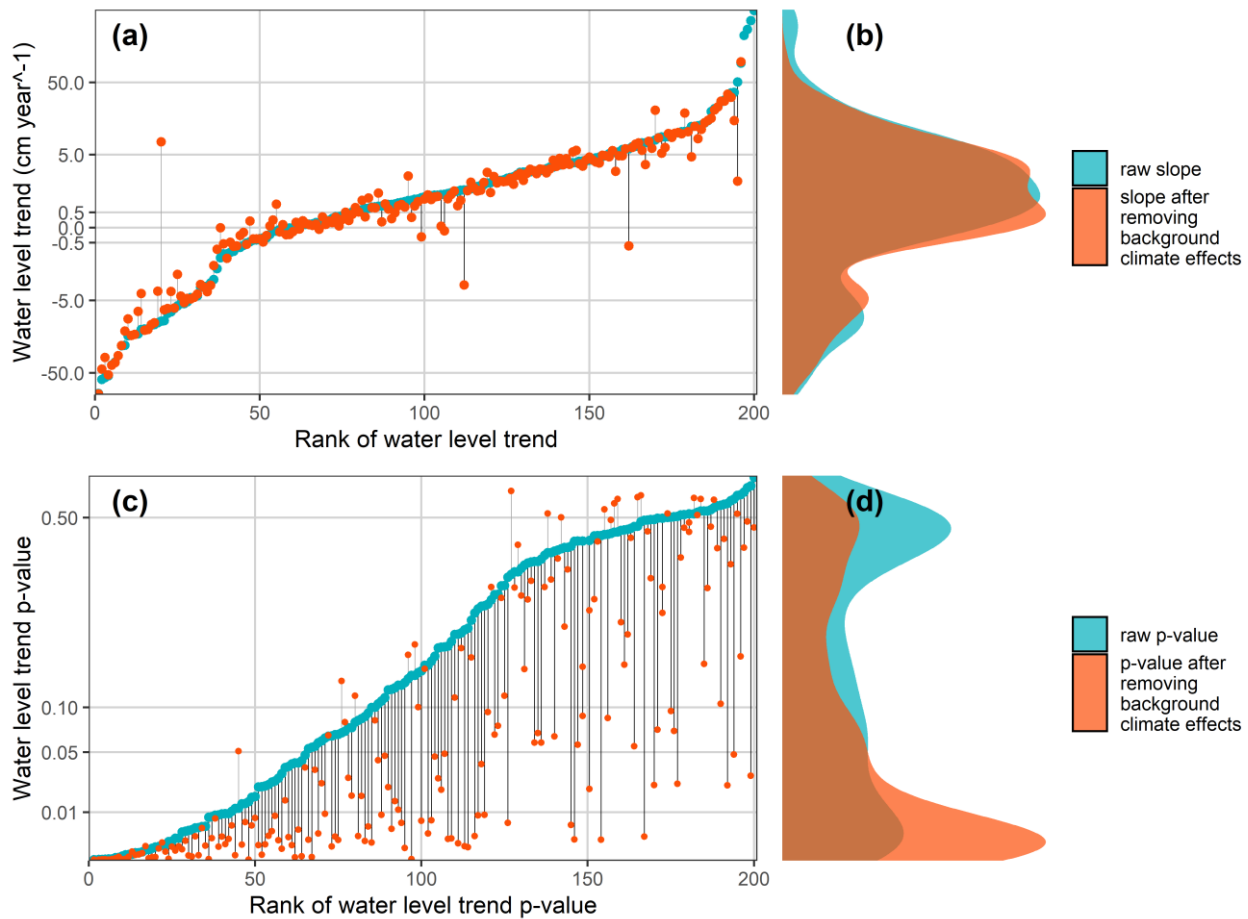 (a)
Water level trend (cm year^-1)
50.0
5.0
0.5
0.0
-0.5
-5.0
-50.0
0
50
100
150
200
Rank of water level trend
(b)
raw slope
slope after
removing
background
climate effects
(c)
Water level trend p-value
0.50
0.10
0.05
0.01
0
50
100
150
200
Rank of water level trend p-value
(d)
raw p-value
p-value after
removing
background
climate effects